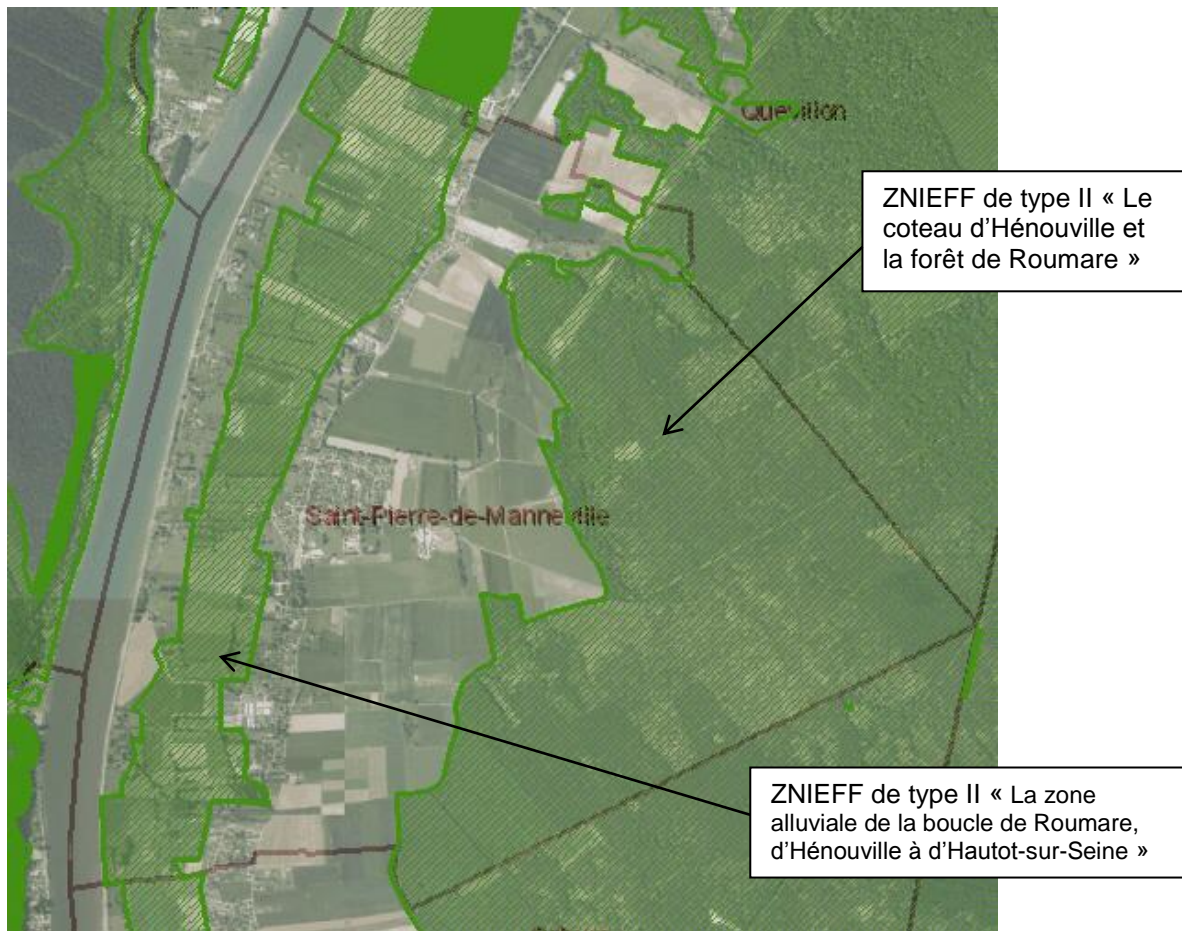 Quevillon
ZNIEFF de type II « Le
coteau d’Hénouville et
la forêt de Roumare »
Saint-Pierre-de-Manneville
ZNIEFF de type II « La zone
alluviale de la boucle de Roumare,
d’Hénouville à d’Hautot-sur-Seine »